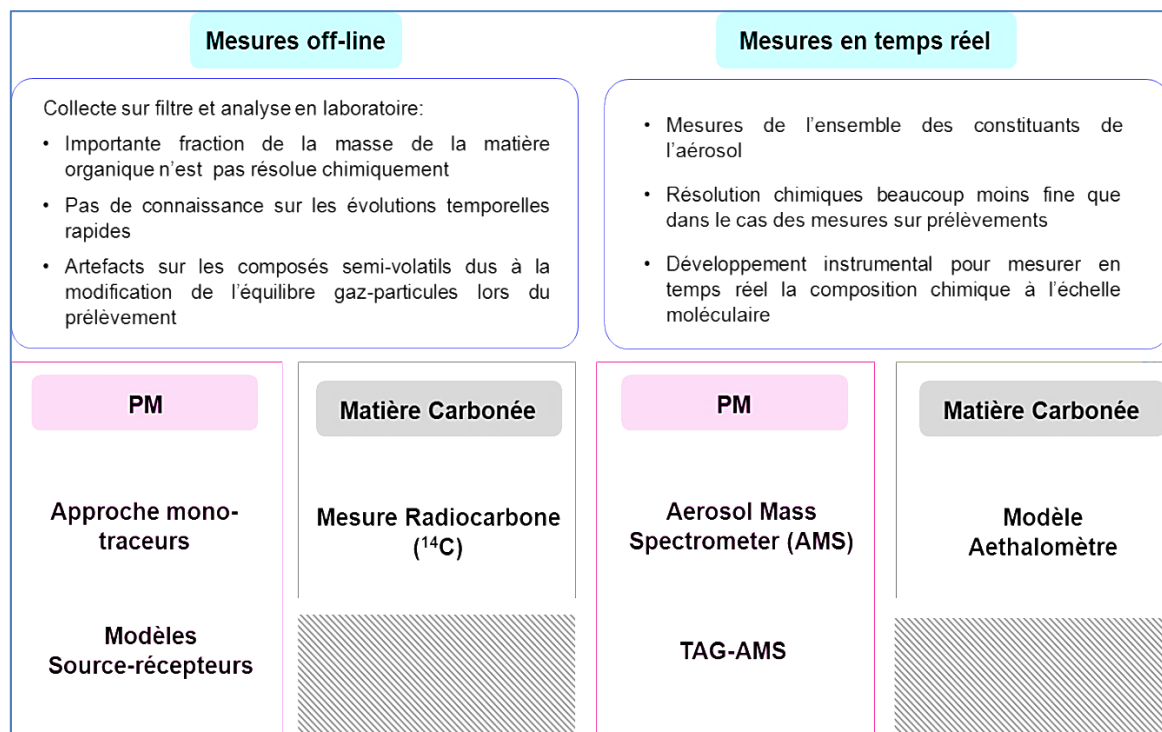 Mesures off-line
Collecte sur filtre et analyse en laboratoire:
• Importante fraction de la masse de la matière
organique n’est pas résolue chimiquement
• Pas de connaissance sur les évolutions temporelles
rapides
• Artefacts sur les composés semi-volatils dus à la
modification de l’équilibre gaz-particules lors du
prélèvement
Mesures en temps réel
• Mesures de l’ensemble des constituants de
l’aérosol
• Résolution chimiques beaucoup moins fine que
dans le cas des mesures sur prélèvements
• Développement instrumental pour mesurer en
temps réel la composition chimique à l’échelle
moléculaire
PM
Approche mono-
traceurs
Modèles
Source-récepteurs
Matière Carbonée
Mesure Radiocarbone
(¹⁴C)
PM
Aerosol Mass
Spectrometer (AMS)
TAG-AMS
Matière Carbonée
Modèle
Aethalomètre